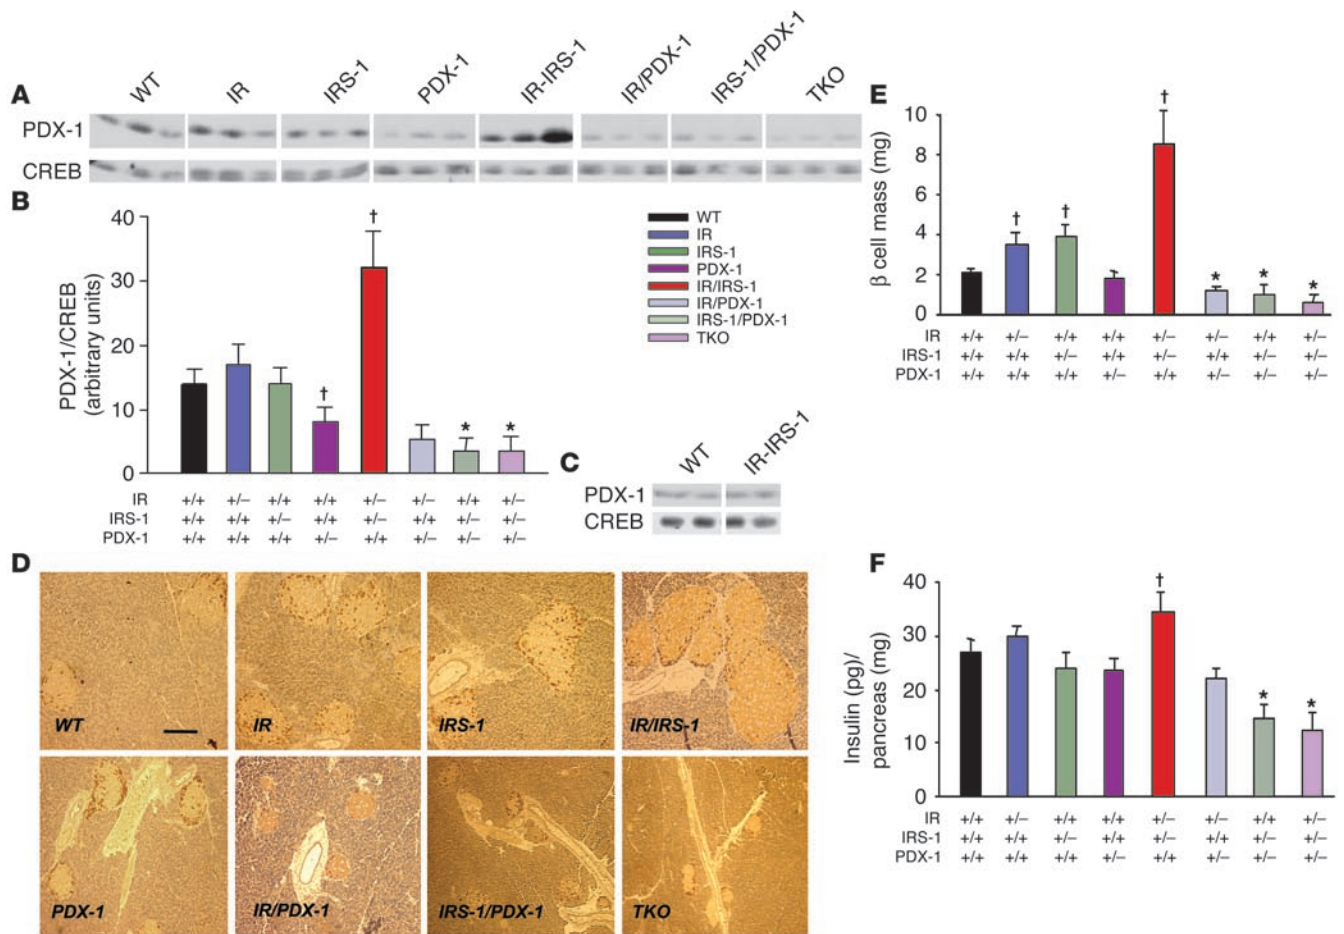 A
WT IR IRS-1 PDX-1 IR-IRS-1 IR/PDX-1 IRS-1/PDX-1 TKO
PDX-1
CREB
B
PDX-1/CREB
(arbitrary units)
40
30
20
10
0
† † * *
IR +/+ +/− +/+ +/+ +/− +/− +/+ +/−
IRS-1 +/+ +/+ +/− +/+ +/− +/+ +/− +/−
PDX-1 +/+ +/+ +/+ +/− +/+ +/− +/− +/−
WT
IR
IRS-1
PDX-1
IR/IRS-1
IR/PDX-1
IRS-1/PDX-1
TKO
C
WT IR-IRS-1
PDX-1
CREB
D
WT IR IRS-1 IR/IRS-1
PDX-1 IR/PDX-1 IRS-1/PDX-1 TKO
E
β cell mass (mg)
10
8
6
4
2
0
† † † * * *
IR +/+ +/− +/+ +/+ +/− +/− +/+ +/−
IRS-1 +/+ +/+ +/− +/+ +/− +/+ +/− +/−
PDX-1 +/+ +/+ +/+ +/− +/+ +/− +/− +/−
F
Insulin (pg)/
pancreas (mg)
40
30
20
10
0
† * *
IR +/+ +/− +/+ +/+ +/− +/− +/+ +/−
IRS-1 +/+ +/+ +/− +/+ +/− +/+ +/− +/−
PDX-1 +/+ +/+ +/+ +/− +/+ +/− +/− +/−